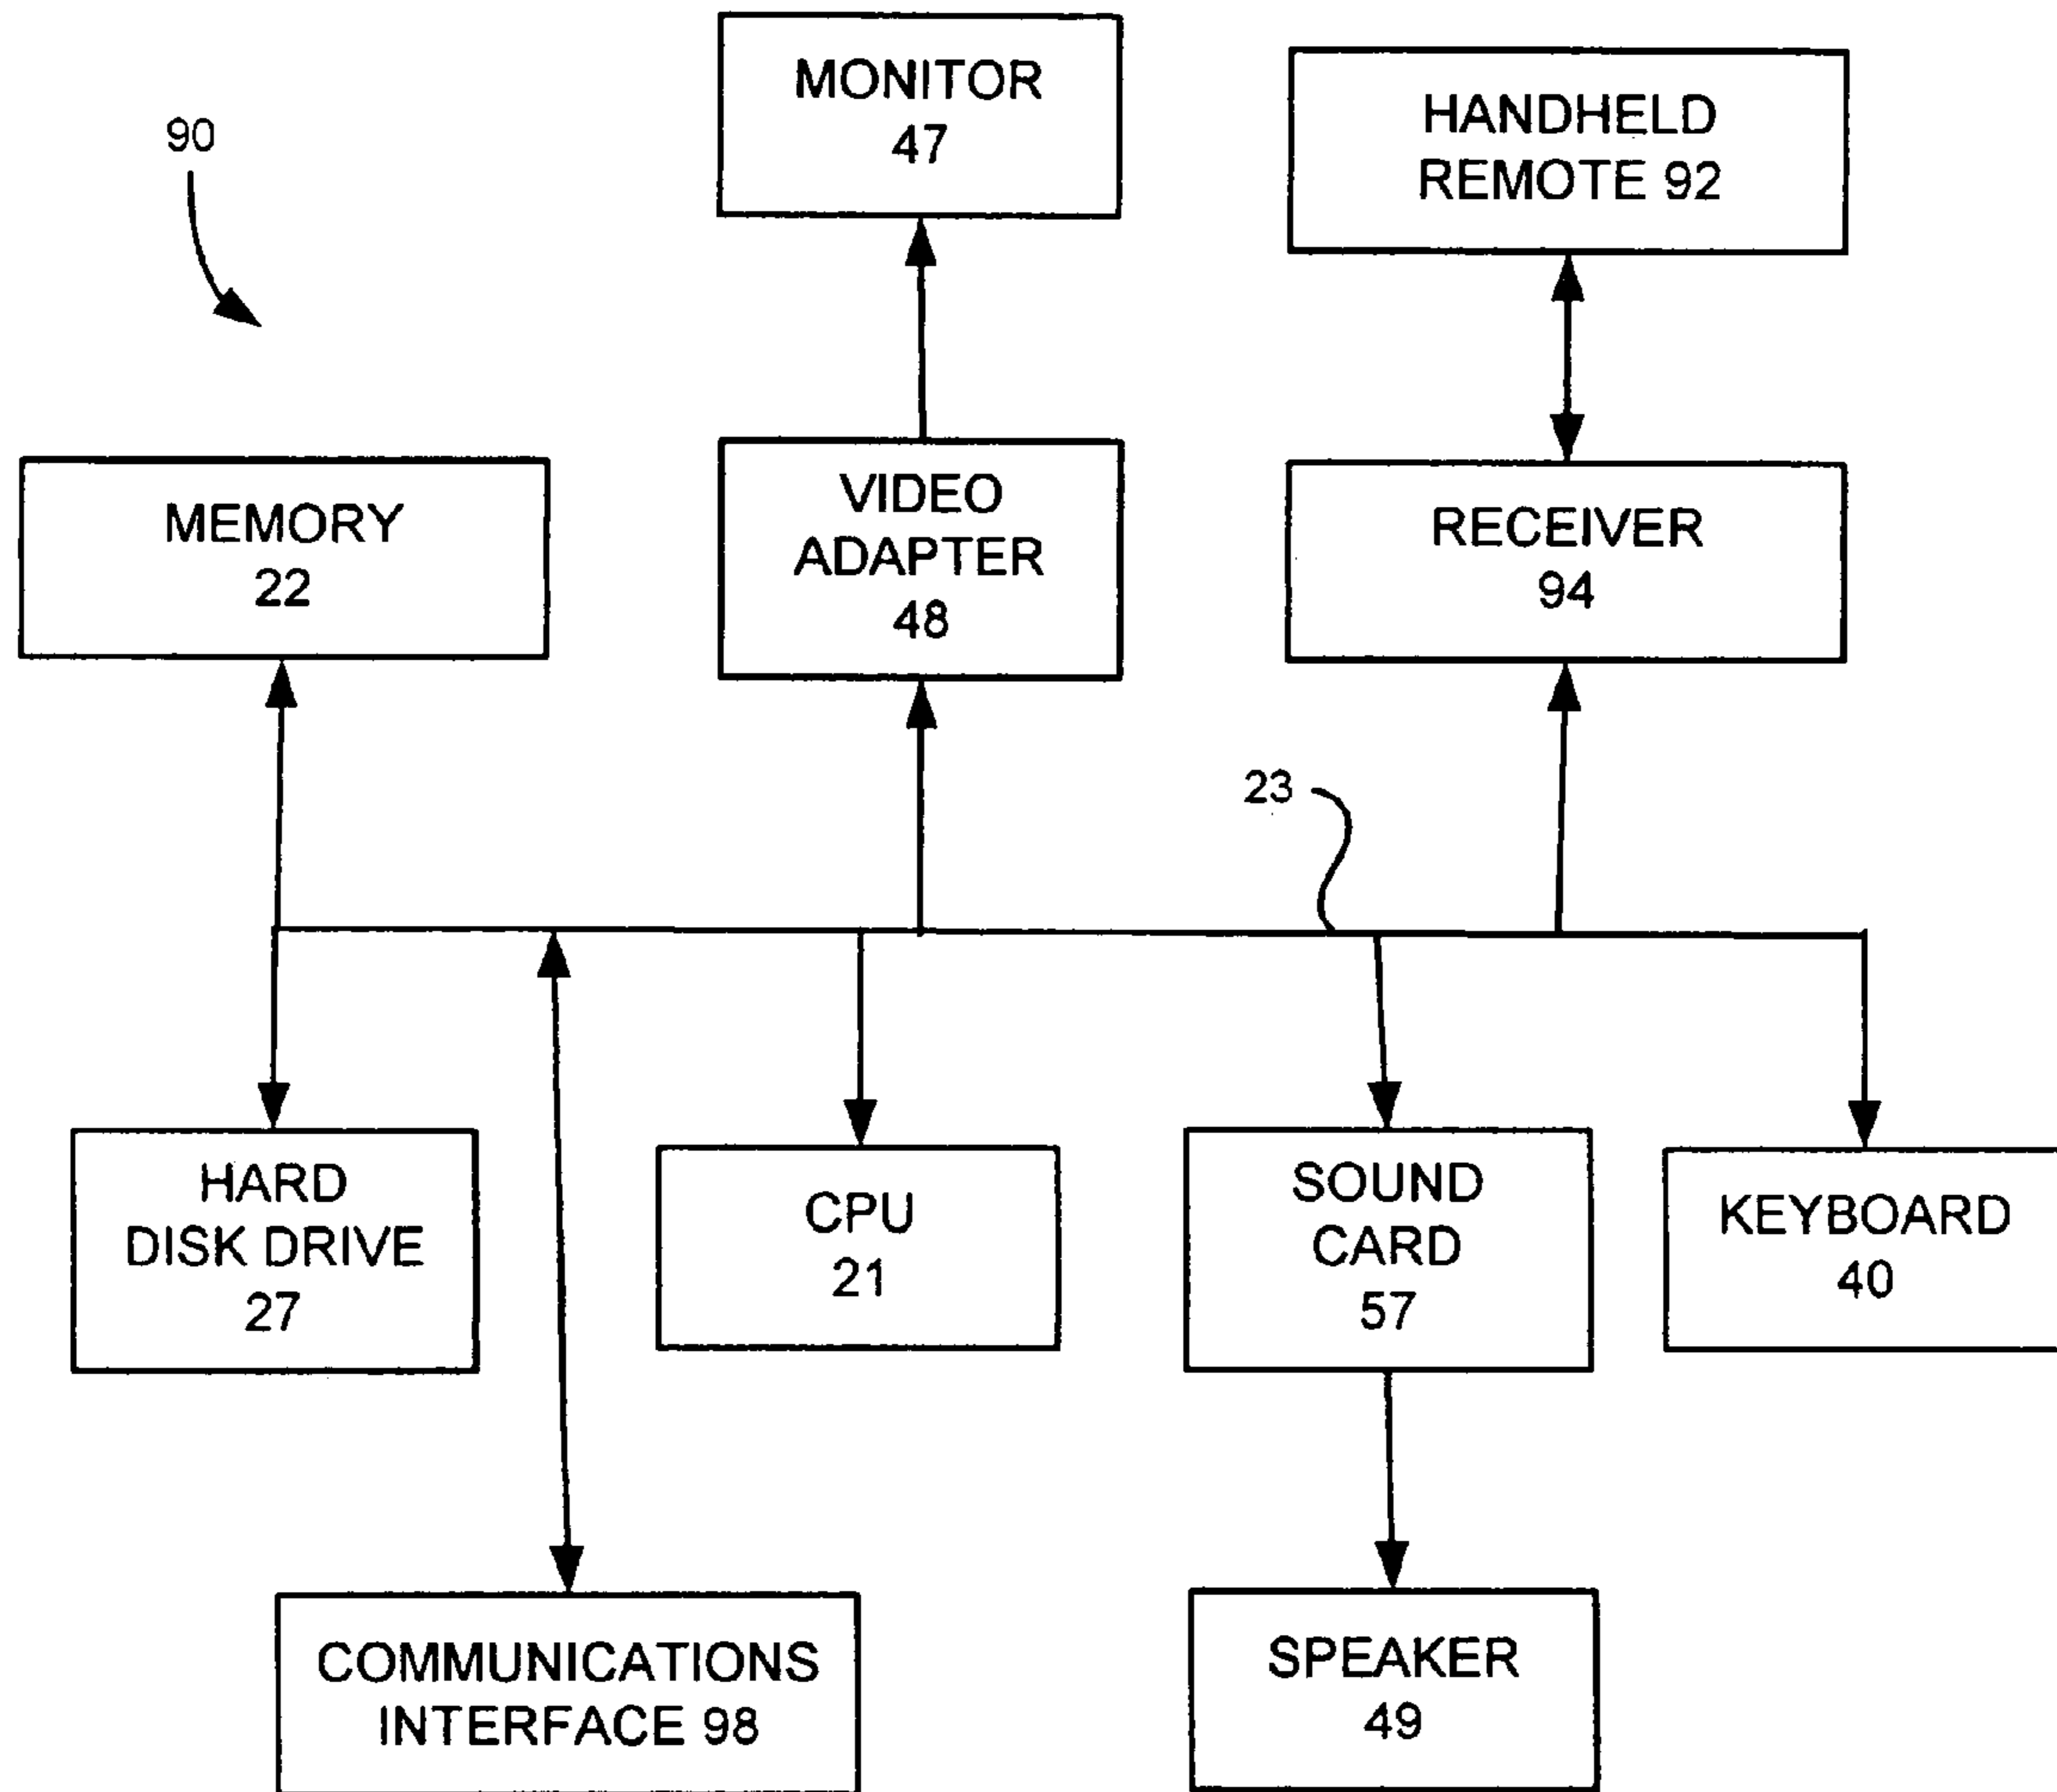 MONITOR
47
HANDHELD
REMOTE 92
90
MEMORY
22
VIDEO
ADAPTER
48
RECEIVER
94
23
HARD
DISK DRIVE
27
CPU
21
SOUND
CARD
57
KEYBOARD
40
COMMUNICATIONS
INTERFACE 98
SPEAKER
49